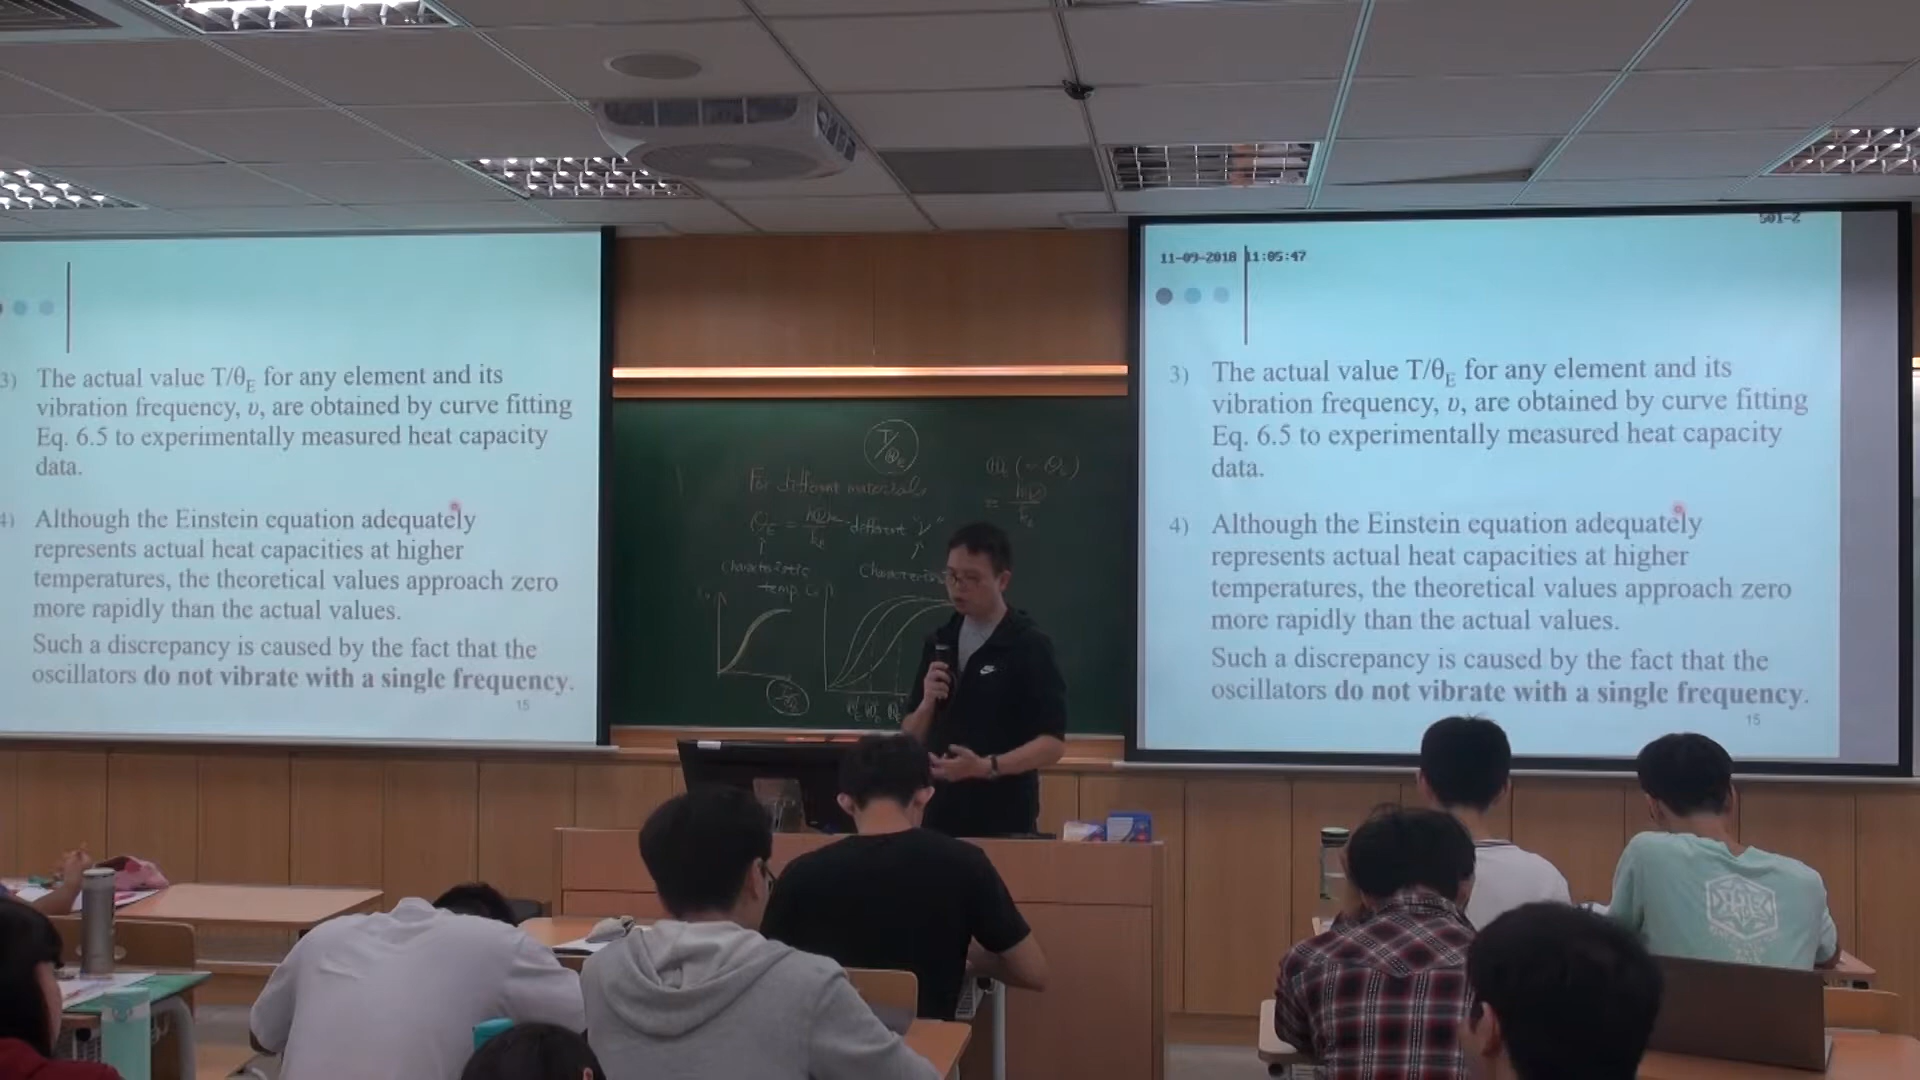 3) The actual value T/θE for any element and its
vibration frequency, υ, are obtained by curve fitting
Eq. 6.5 to experimentally measured heat capacity
data.
4) Although the Einstein equation adequately
represents actual heat capacities at higher
temperatures, the theoretical values approach zero
more rapidly than the actual values.
Such a discrepancy is caused by the fact that the
oscillators do not vibrate with a single frequency.
15
For different materials
different "ν"
characteristic
temp.
501-2
11-09-2018 11:05:47
3) The actual value T/θE for any element and its
vibration frequency, υ, are obtained by curve fitting
Eq. 6.5 to experimentally measured heat capacity
data.
4) Although the Einstein equation adequately
represents actual heat capacities at higher
temperatures, the theoretical values approach zero
more rapidly than the actual values.
Such a discrepancy is caused by the fact that the
oscillators do not vibrate with a single frequency.
15